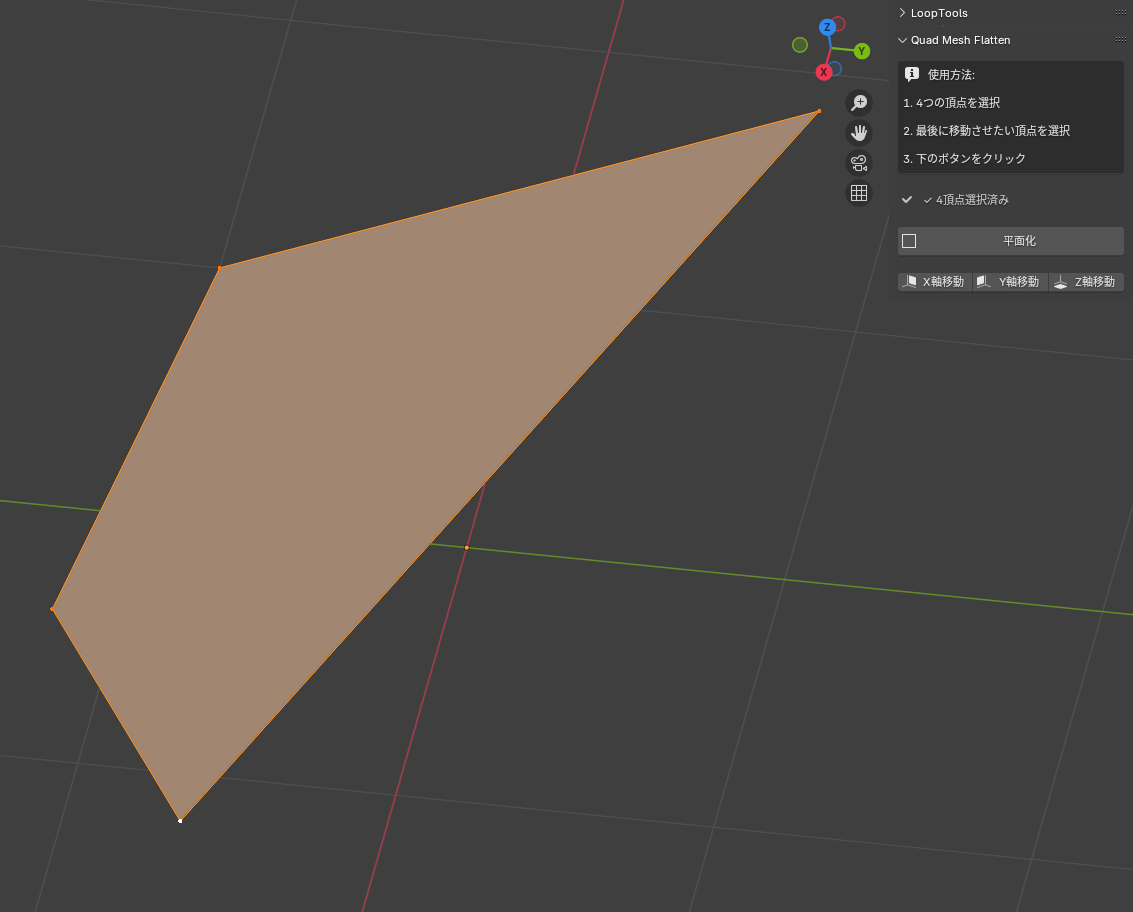 LoopTools
Quad Mesh Flatten
使用方法:
1. 4つの頂点を選択
2. 最後に移動させたい頂点を選択
3. 下のボタンをクリック
✓ 4頂点選択済み
平面化
X軸移動 Y軸移動 Z軸移動
Z
Y
X